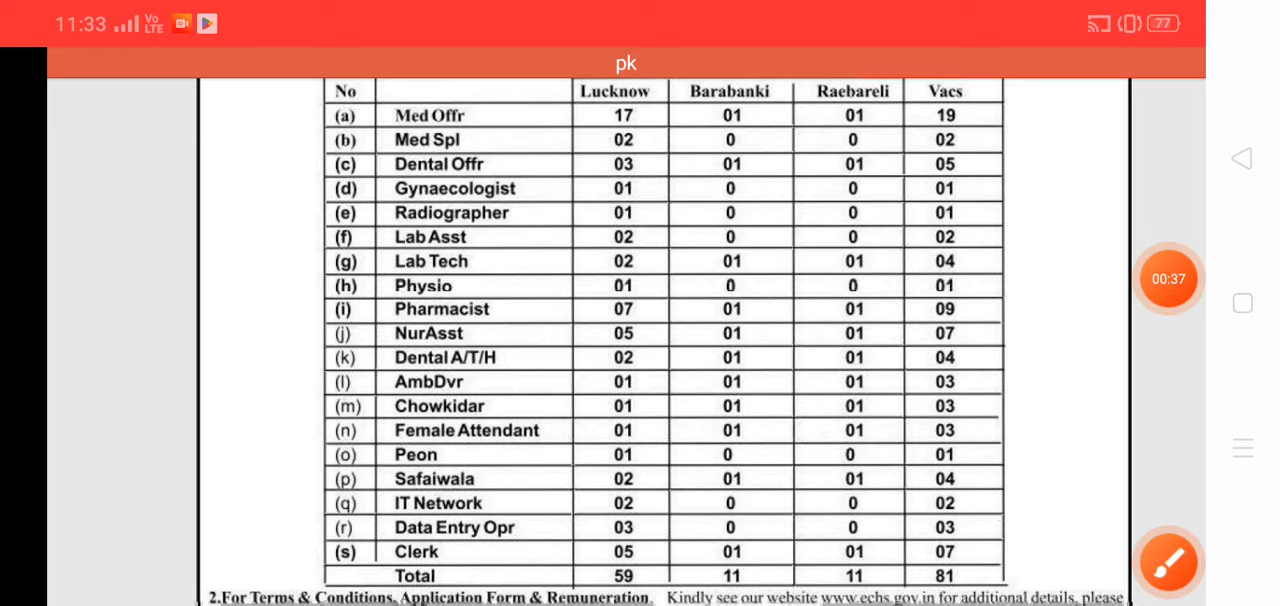 11:33 Vo LTE 77
pk
No Lucknow Barabanki Raebareli Vacs
(a) Med Offr 17 01 01 19
(b) Med Spl 02 0 0 02
(c) Dental Offr 03 01 01 05
(d) Gynaecologist 01 0 0 01
(e) Radiographer 01 0 0 01
(f) Lab Asst 02 0 0 02
(g) Lab Tech 02 01 01 04
(h) Physio 01 0 0 01
(i) Pharmacist 07 01 01 09
(j) NurAsst 05 01 01 07
(k) Dental A/T/H 02 01 01 04
(l) AmbDvr 01 01 01 03
(m) Chowkidar 01 01 01 03
(n) Female Attendant 01 01 01 03
(o) Peon 01 0 0 01
(p) Safaiwala 02 01 01 04
(q) IT Network 02 0 0 02
(r) Data Entry Opr 03 0 0 03
(s) Clerk 05 01 01 07
Total 59 11 11 81
2.For Terms & Conditions, Application Form & Remuneration. Kindly see our website www.echs.gov.in for additional details, please
00:37